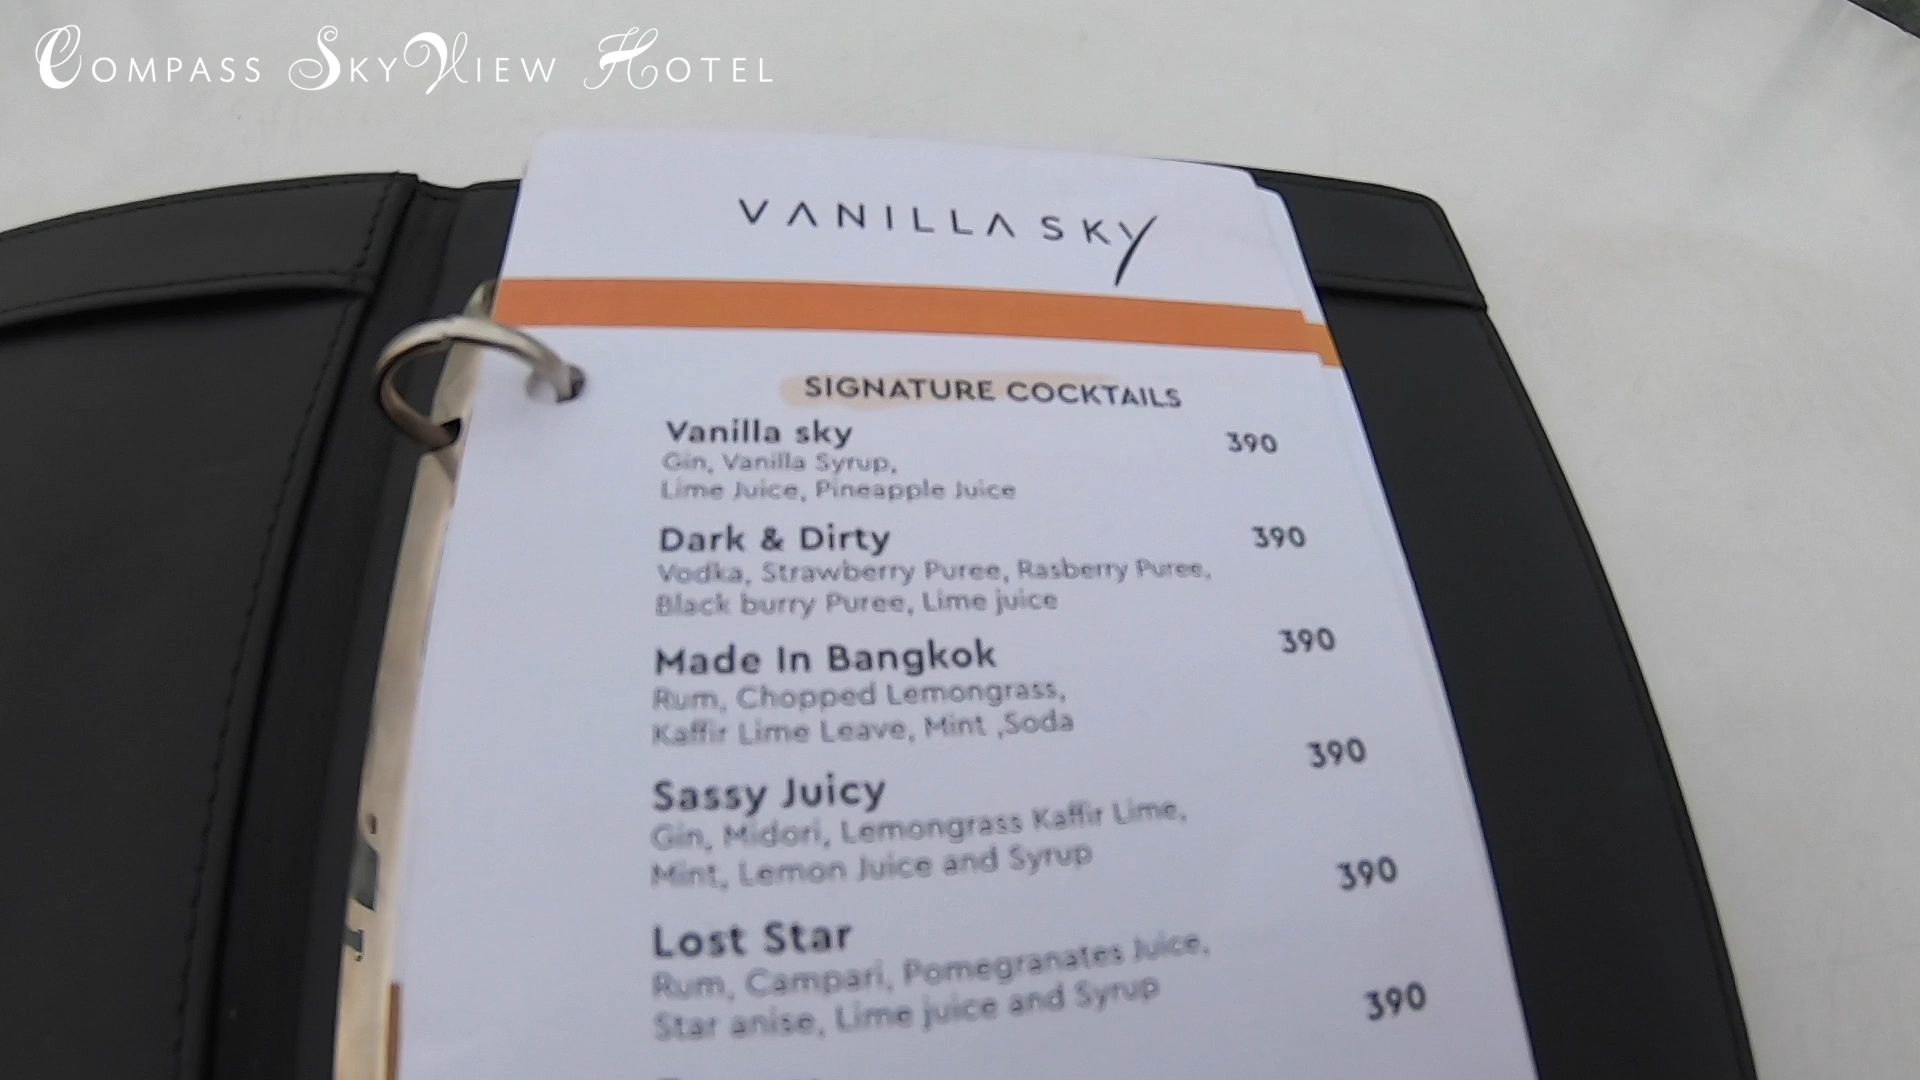 Compass SkyView Hotel
VANILLA SKY
SIGNATURE COCKTAILS
Vanilla sky 390
Gin, Vanilla Syrup,
Lime Juice, Pineapple Juice
Dark & Dirty 390
Vodka, Strawberry Puree, Rasberry Puree,
Black burry Puree, Lime juice
Made In Bangkok 390
Rum, Chopped Lemongrass,
Kaffir Lime Leave, Mint ,Soda
Sassy Juicy 390
Gin, Midori, Lemongrass Kaffir Lime,
Mint, Lemon Juice and Syrup
Lost Star 390
Rum, Campari, Pomegranates Juice,
Star anise, Lime juice and Syrup
390